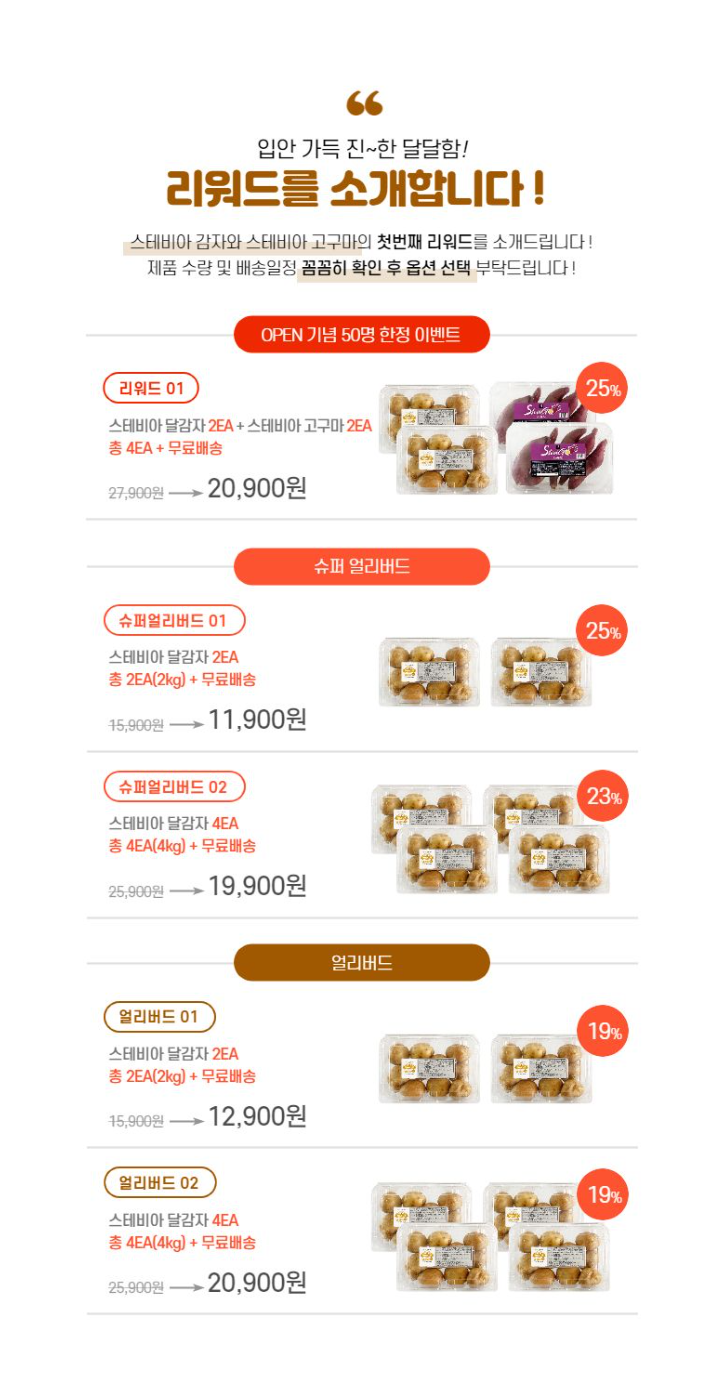 입안 가득 진~한 달달함!
리워드를 소개합니다 !
스테비아 감자와 스테비아 고구마의 첫번째 리워드를 소개드립니다 !
제품 수량 및 배송일정 꼼꼼히 확인 후 옵션 선택 부탁드립니다 !
OPEN 기념 50명 한정 이벤트
리워드 01
25%
스테비아 달감자 2EA + 스테비아 고구마 2EA
총 4EA + 무료배송
27,900원 → 20,900원
슈퍼 얼리버드
슈퍼얼리버드 01
25%
스테비아 달감자 2EA
총 2EA(2kg) + 무료배송
15,900원 → 11,900원
슈퍼얼리버드 02
23%
스테비아 달감자 4EA
총 4EA(4kg) + 무료배송
25,900원 → 19,900원
얼리버드
얼리버드 01
19%
스테비아 달감자 2EA
총 2EA(2kg) + 무료배송
15,900원 → 12,900원
얼리버드 02
19%
스테비아 달감자 4EA
총 4EA(4kg) + 무료배송
25,900원 → 20,900원